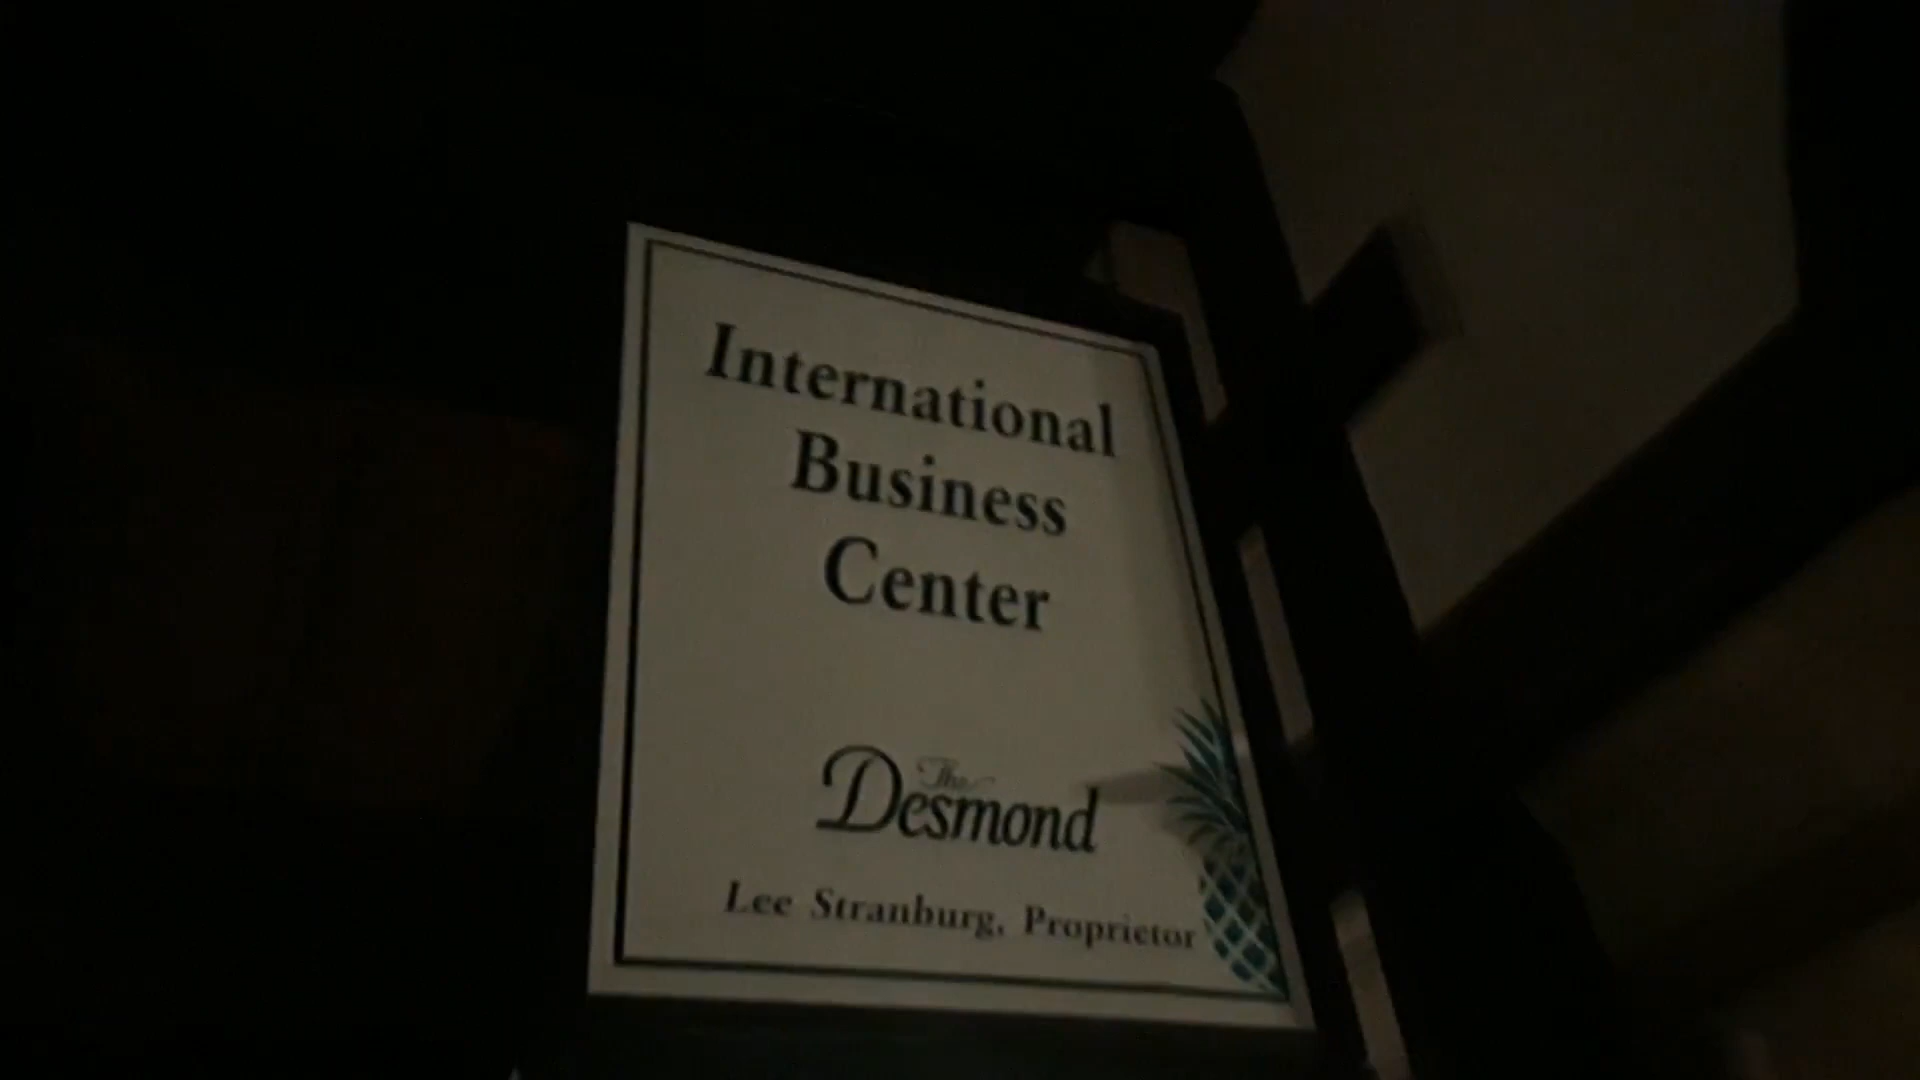 International
Business
Center
The
Desmond
Lee Stranburg, Proprietor